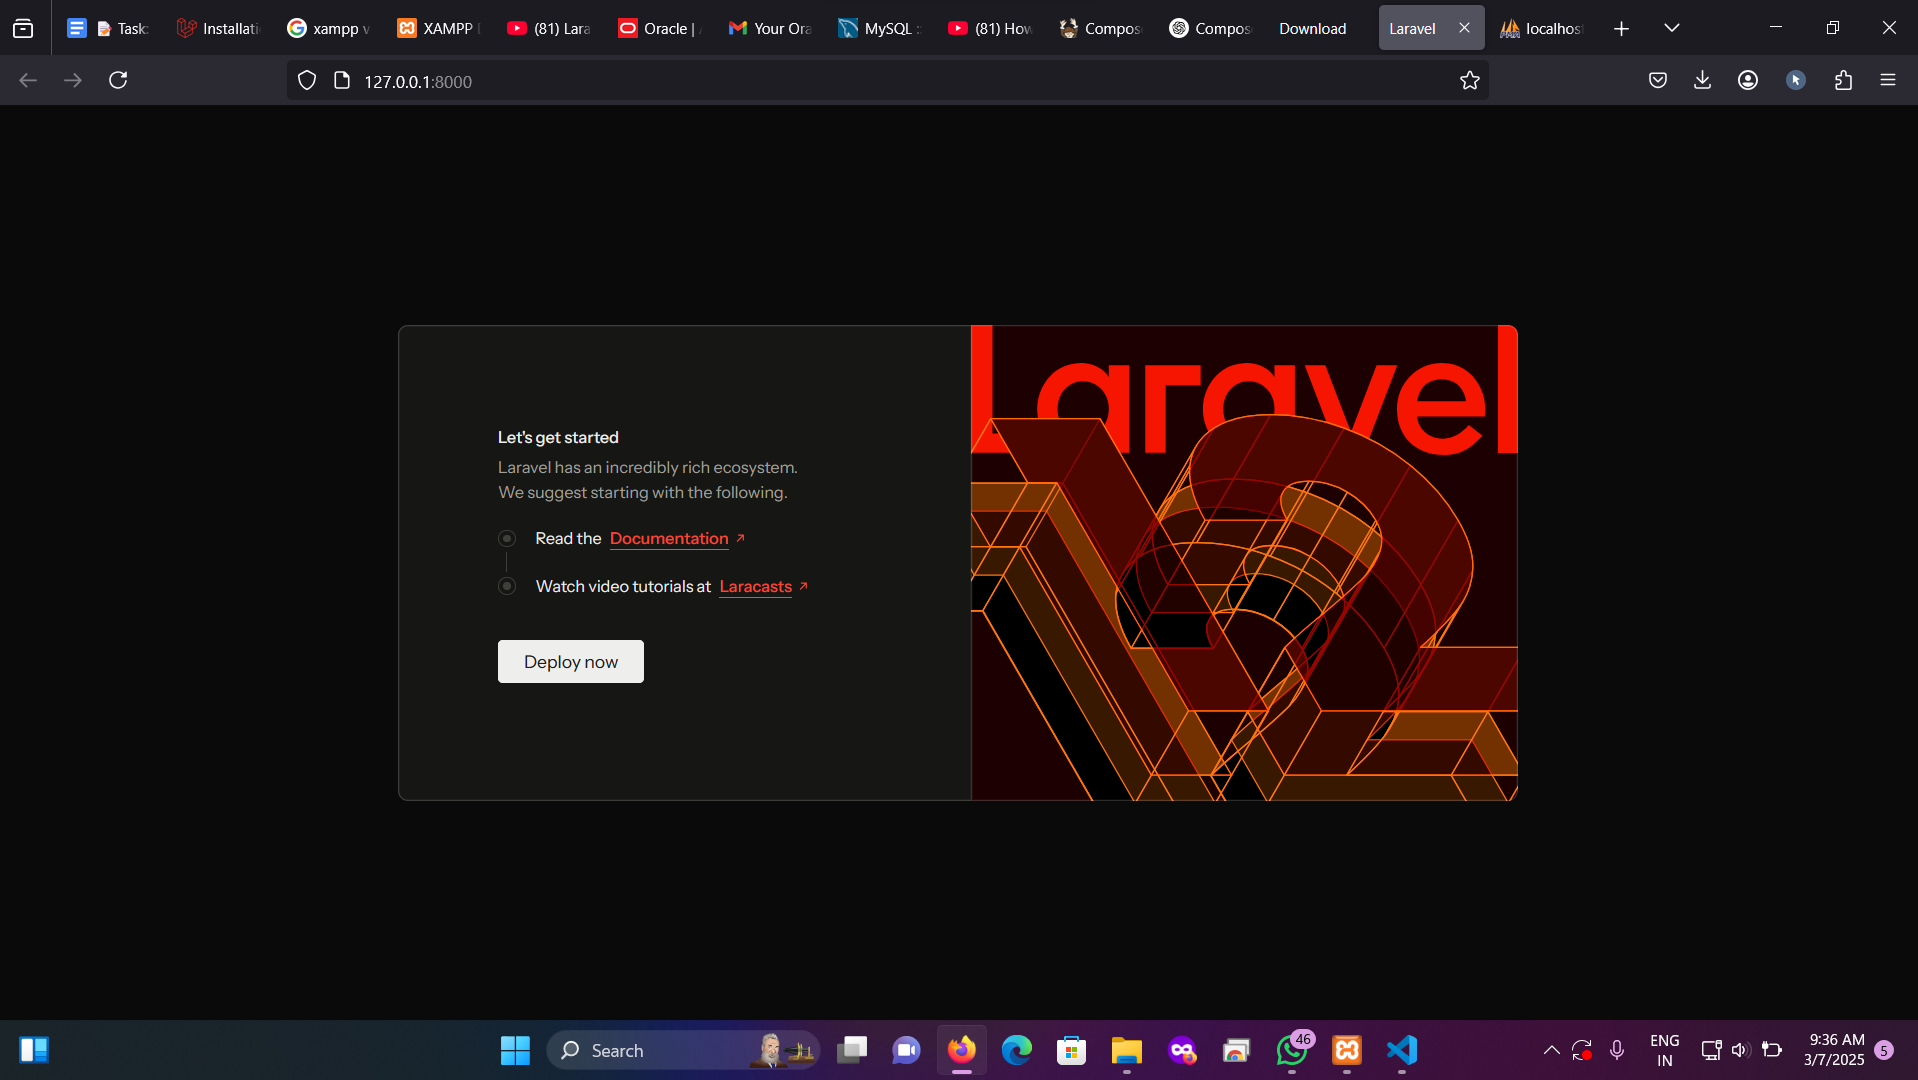 Task:
Installati
xampp v
XAMPP
(81) Lara
Oracle |
Your Ora
MySQL ::
(81) How
Compos
Compos
Download
Laravel
localhost
127.0.0.1:8000
Laravel
Let's get started
Laravel has an incredibly rich ecosystem.
We suggest starting with the following.
Read the Documentation
Watch video tutorials at Laracasts
Deploy now
Search
46
ENG
IN
9:36 AM
3/7/2025
5